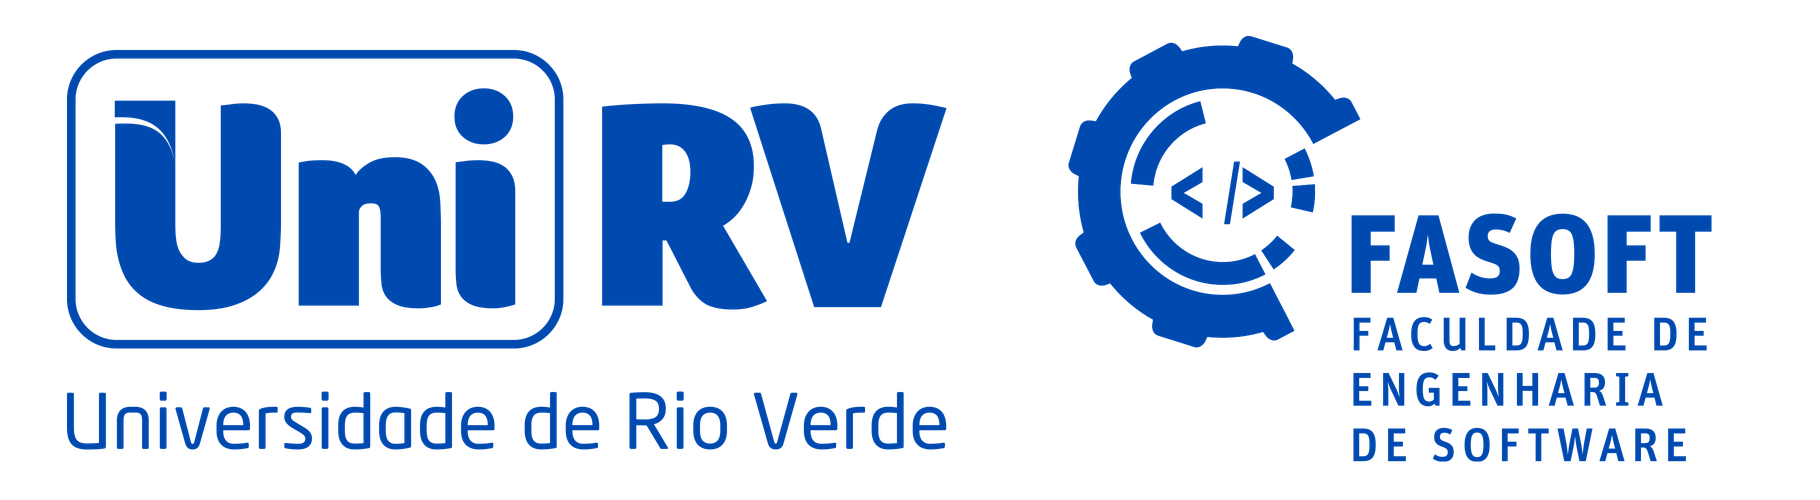 UniRV
Universidade de Rio Verde
</>
FASOFT
FACULDADE DE
ENGENHARIA
DE SOFTWARE